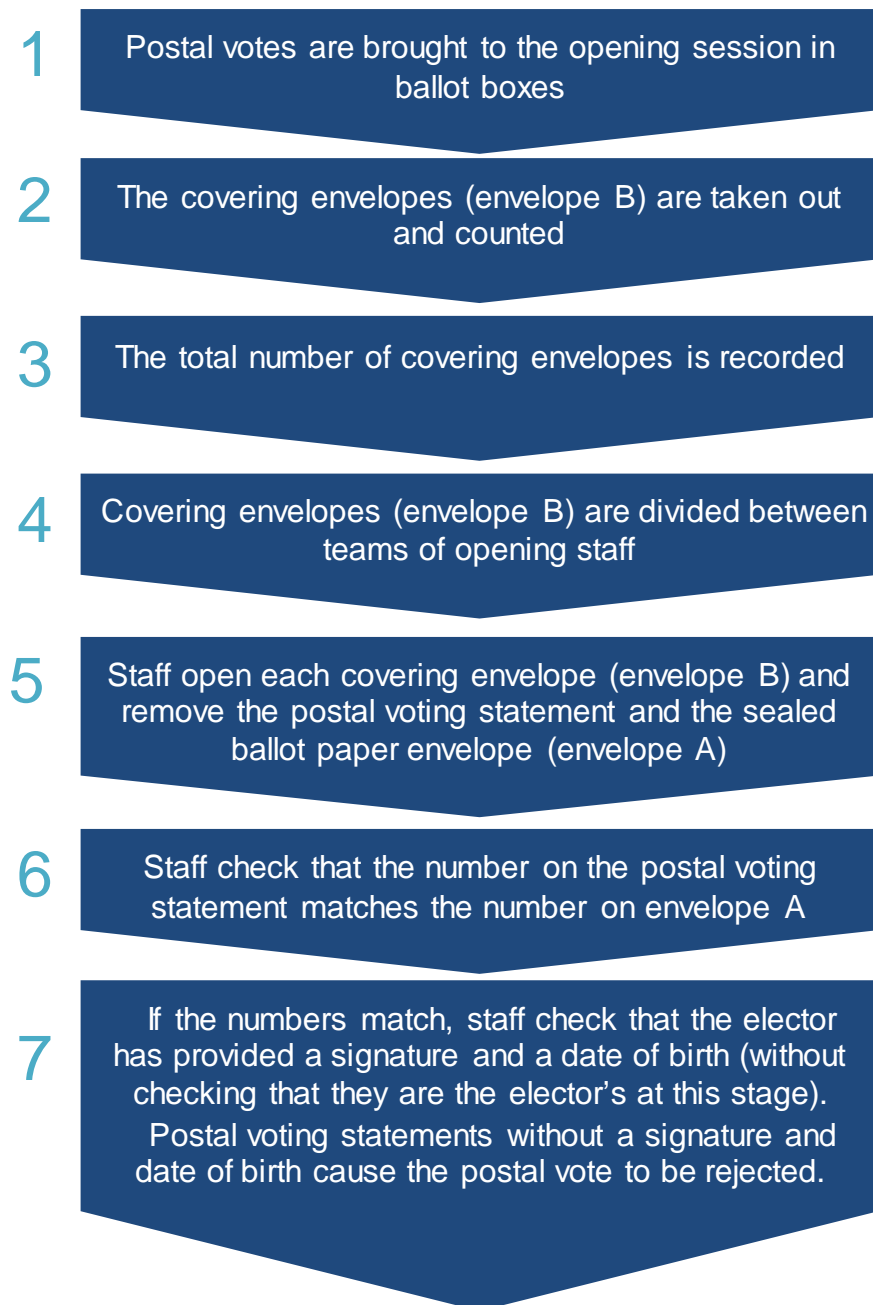 1
Postal votes are brought to the opening session in
ballot boxes
2
The covering envelopes (envelope B) are taken out
and counted
3
The total number of covering envelopes is recorded
4
Covering envelopes (envelope B) are divided between
teams of opening staff
5
Staff open each covering envelope (envelope B) and
remove the postal voting statement and the sealed
ballot paper envelope (envelope A)
6
Staff check that the number on the postal voting
statement matches the number on envelope A
7
If the numbers match, staff check that the elector
has provided a signature and a date of birth (without
checking that they are the elector’s at this stage).
Postal voting statements without a signature and
date of birth cause the postal vote to be rejected.